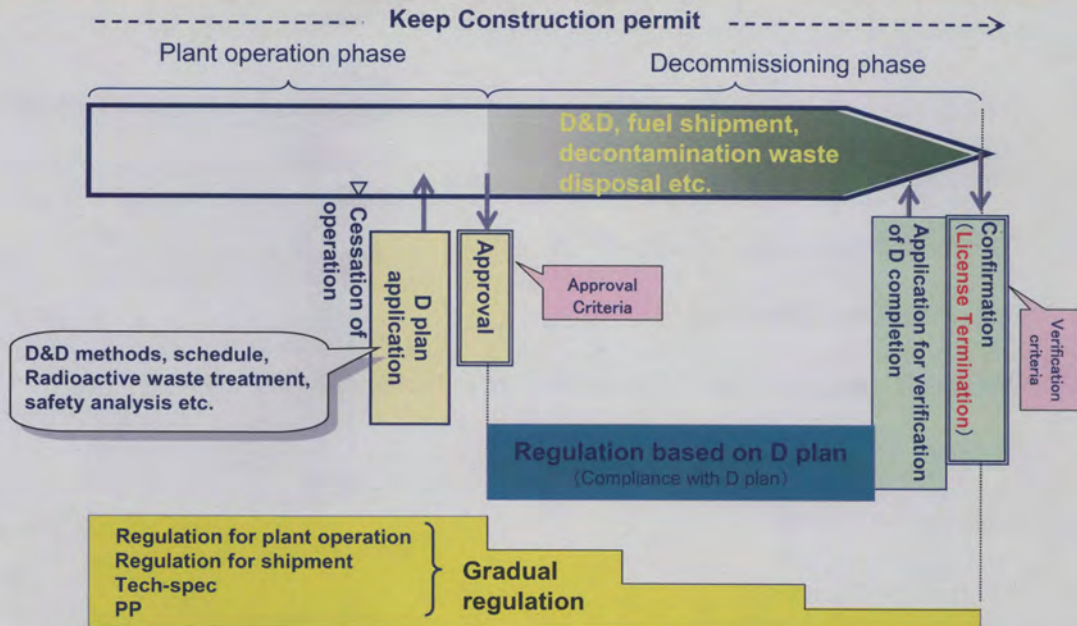 Keep Construction permit
Plant operation phase
Decommissioning phase
D&D, fuel shipment,
decontamination waste
disposal etc.
Cessation of
operation
D plan
application
Approval
Approval
Criteria
Application for verification
of D completion
Confirmation
(License Termination)
Verification
criteria
D&D methods, schedule,
Radioactive waste treatment,
safety analysis etc.
Regulation based on D plan
(Compliance with D plan)
Regulation for plant operation
Regulation for shipment
Tech-spec
PP
Gradual
regulation